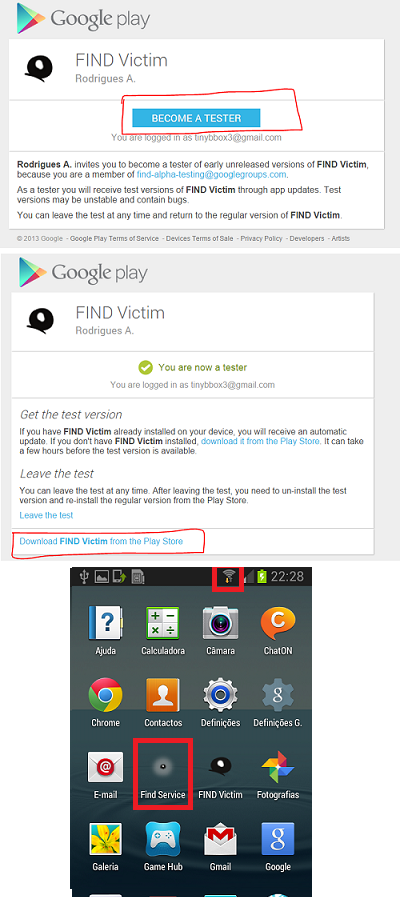 Google play
FIND Victim
Rodrigues A.
BECOME A TESTER
You are logged in as tinybbox3@gmail.com
Rodrigues A. invites you to become a tester of early unreleased versions of FIND Victim,
because you are a member of find-alpha-testing@googlegroups.com.
As a tester you will receive test versions of FIND Victim through app updates. Test
versions may be unstable and contain bugs.
You can leave the test at any time and return to the regular version of FIND Victim.
© 2013 Google - Google Play Terms of Service - Devices Terms of Sale - Privacy Policy - Developers - Artists
Google play
FIND Victim
Rodrigues A.
You are now a tester
You are logged in as tinybbox3@gmail.com
Get the test version
If you have FIND Victim already installed on your device, you will receive an automatic
update. If you don't have FIND Victim installed, download it from the Play Store. It can take
a few hours before the test version is available.
Leave the test
You can leave the test at any time. After leaving the test, you need to un-install the test
version and re-install the regular version from the Play Store.
Leave the test
Download FIND Victim from the Play Store
22:28
Ajuda Calculadora Câmara ChatON
Chrome Contactos Definições Definições G.
E-mail Find Service FIND Victim Fotografias
Galeria Game Hub Gmail Google